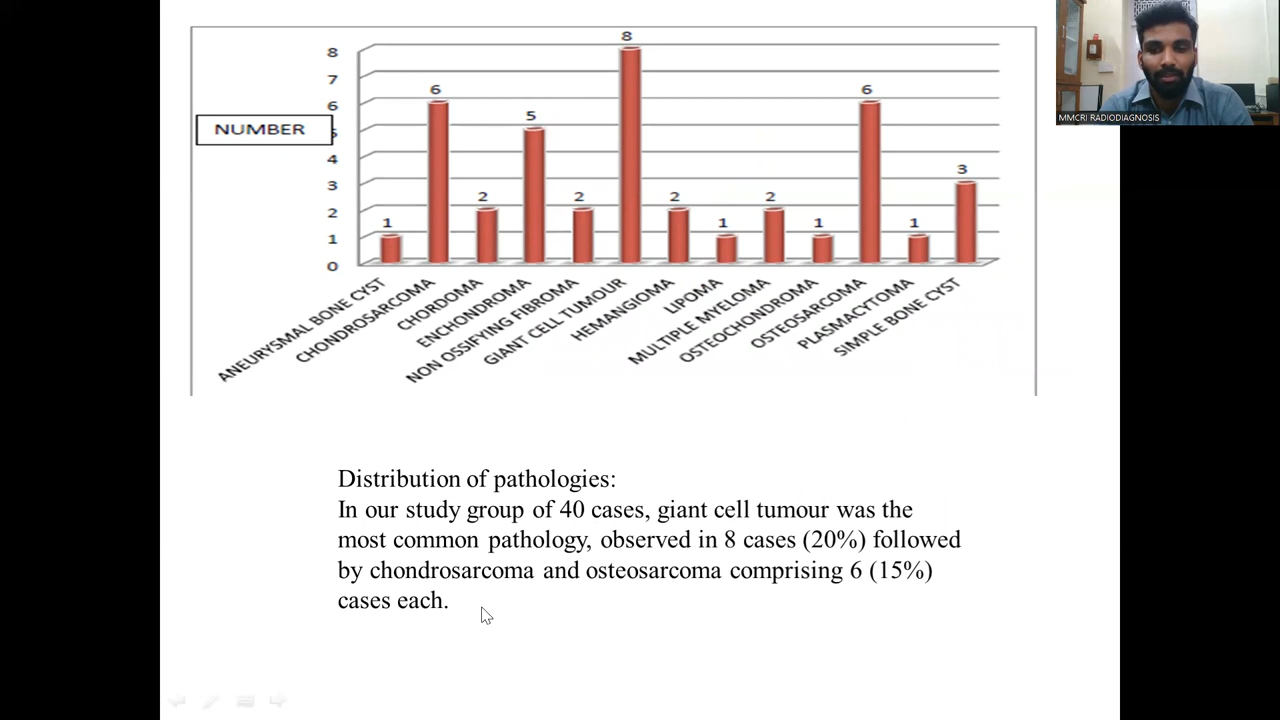 8
8
7
6
6
6
MMCRI RADIODIAGNOSIS
NUMBER
5
4
3
3
2
2
2
2
2
1
1
1
1
1
0
ANEURYSMAL BONE CYST
CHONDROSARCOMA
CHORDOMA
ENCHONDROMA
NON OSSIFYING FIBROMA
GIANT CELL TUMOUR
HEMANGIOMA
LIPOMA
MULTIPLE MYELOMA
OSTEOCHONDROMA
OSTEOSARCOMA
PLASMACYTOMA
SIMPLE BONE CYST
Distribution of pathologies:
In our study group of 40 cases, giant cell tumour was the
most common pathology, observed in 8 cases (20%) followed
by chondrosarcoma and osteosarcoma comprising 6 (15%)
cases each.